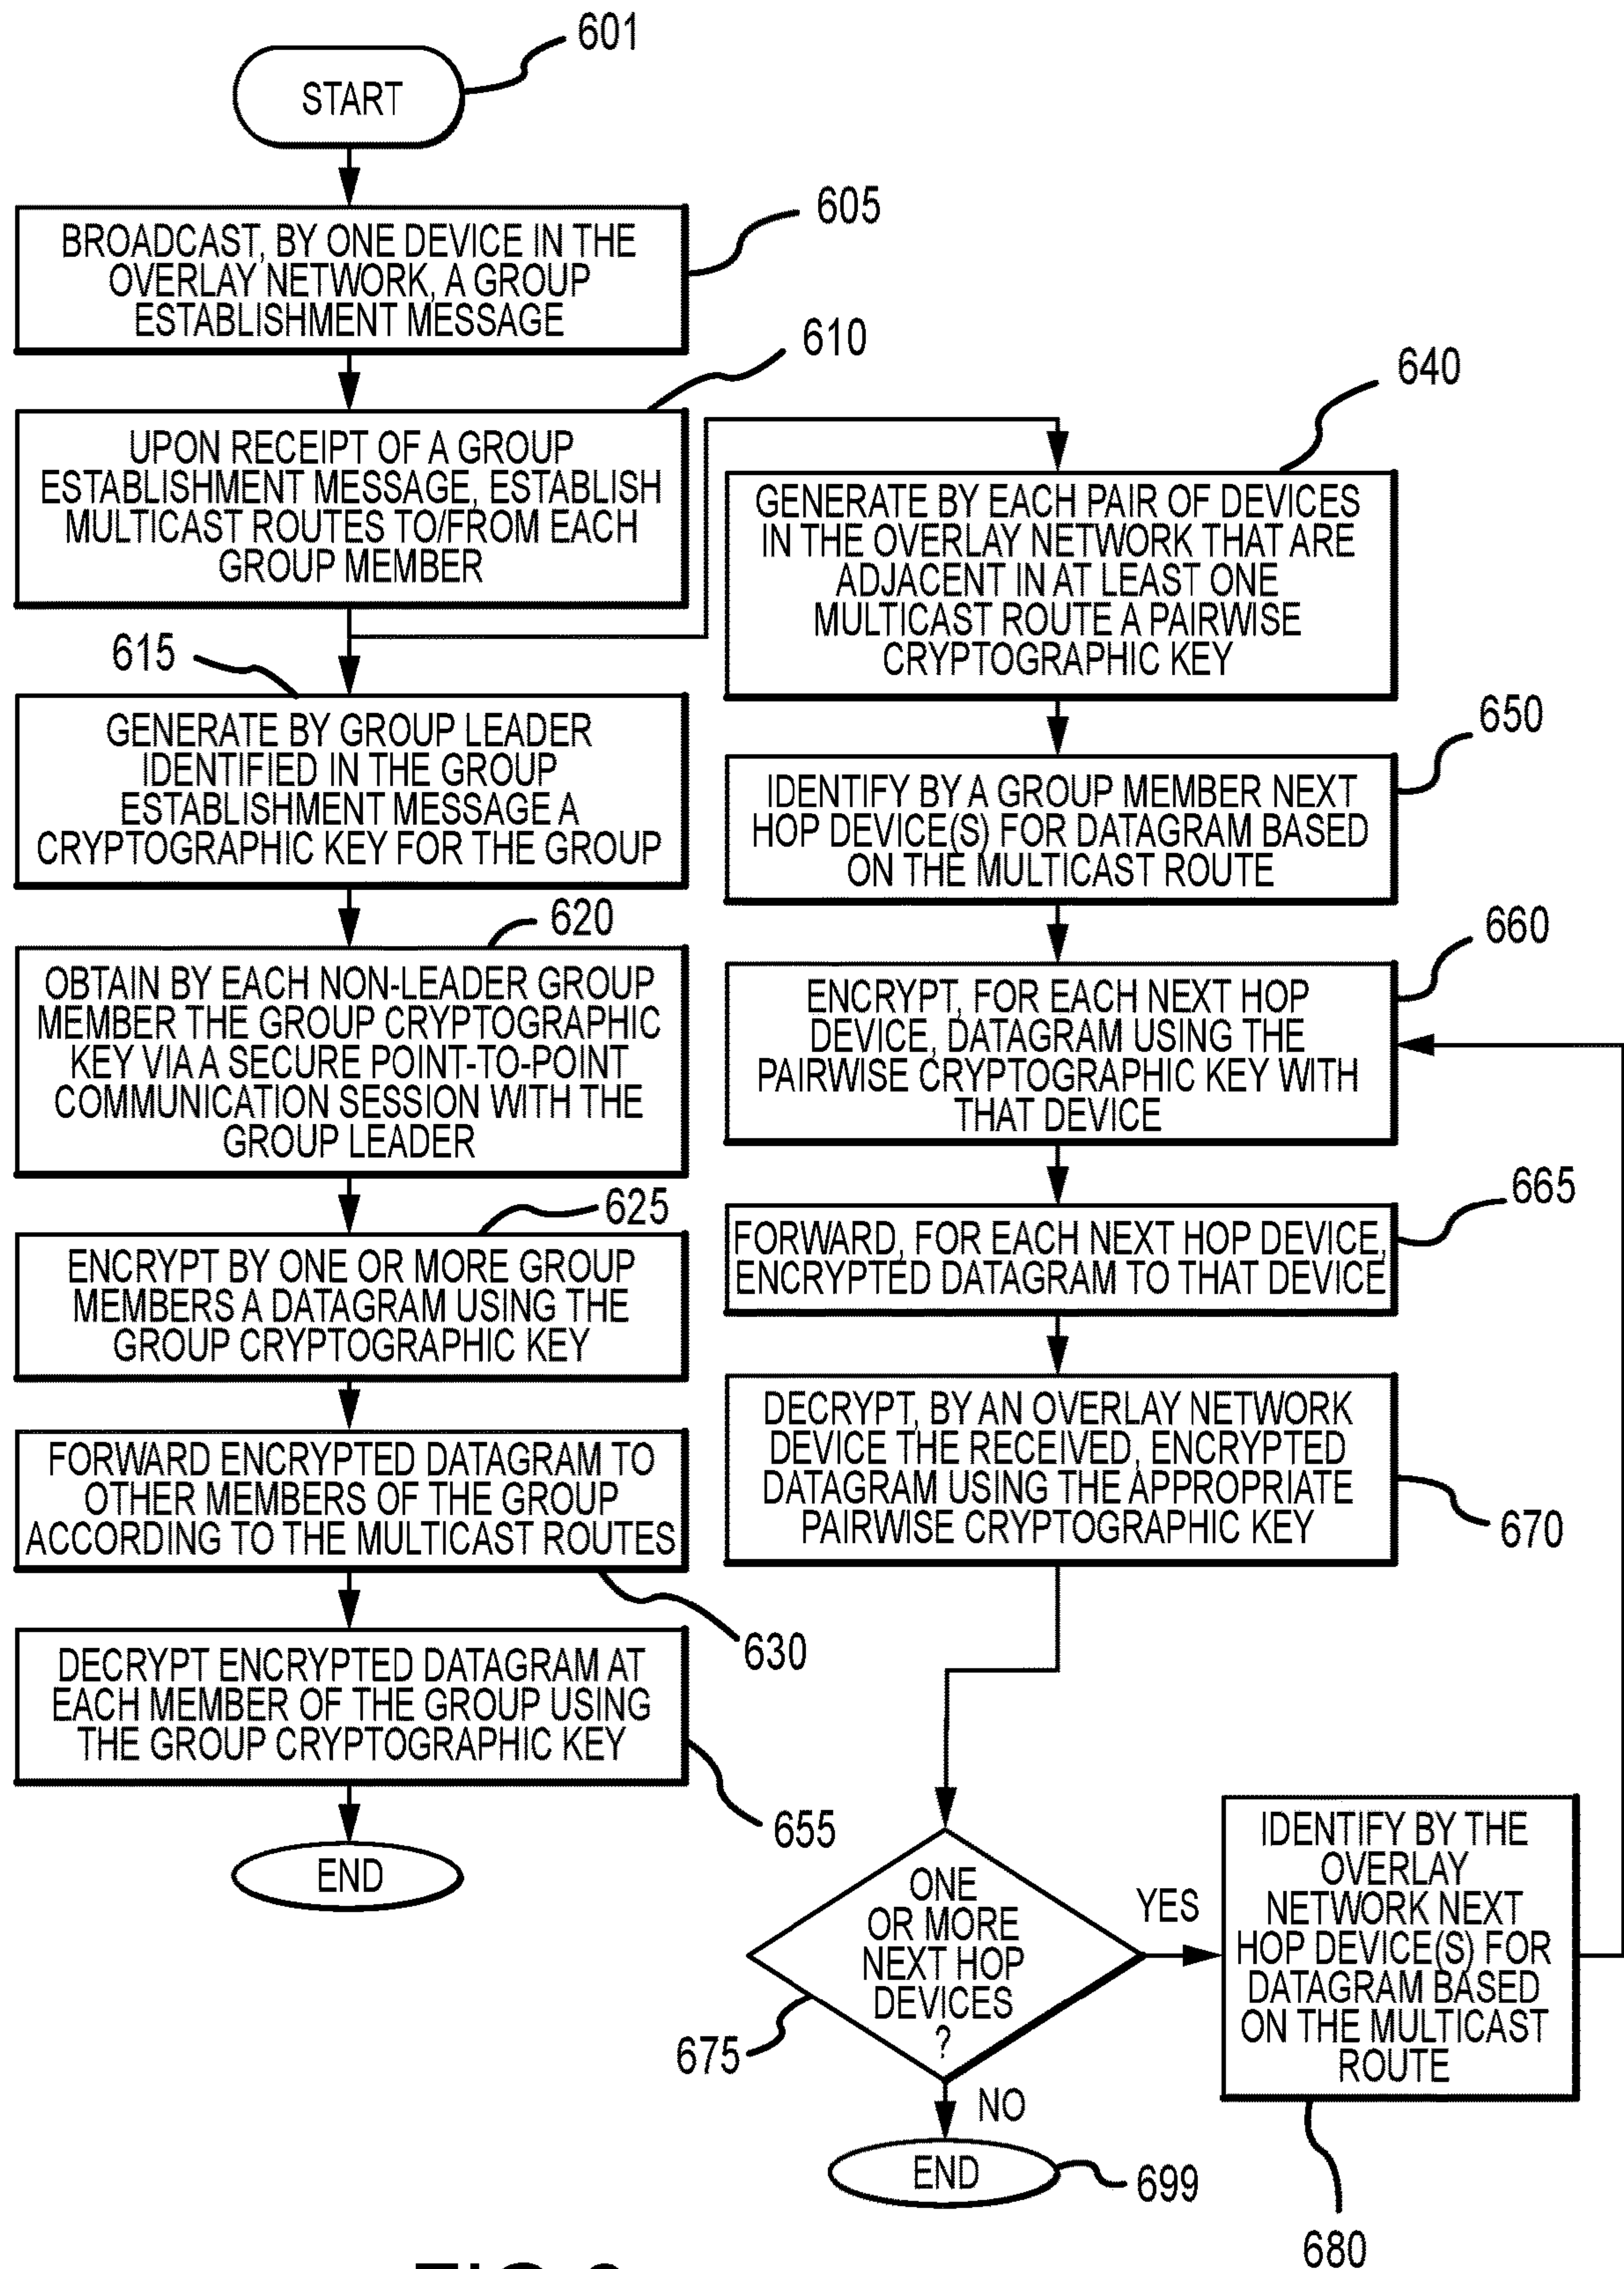 601
START
605
BROADCAST, BY ONE DEVICE IN THE
OVERLAY NETWORK, A GROUP
ESTABLISHMENT MESSAGE
610
UPON RECEIPT OF A GROUP
ESTABLISHMENT MESSAGE, ESTABLISH
MULTICAST ROUTES TO/FROM EACH
GROUP MEMBER
615
GENERATE BY GROUP LEADER
IDENTIFIED IN THE GROUP
ESTABLISHMENT MESSAGE A
CRYPTOGRAPHIC KEY FOR THE GROUP
620
OBTAIN BY EACH NON-LEADER GROUP
MEMBER THE GROUP CRYPTOGRAPHIC
KEY VIA A SECURE POINT-TO-POINT
COMMUNICATION SESSION WITH THE
GROUP LEADER
625
ENCRYPT BY ONE OR MORE GROUP
MEMBERS A DATAGRAM USING THE
GROUP CRYPTOGRAPHIC KEY
FORWARD ENCRYPTED DATAGRAM TO
OTHER MEMBERS OF THE GROUP
ACCORDING TO THE MULTICAST ROUTES
630
DECRYPT ENCRYPTED DATAGRAM AT
EACH MEMBER OF THE GROUP USING
THE GROUP CRYPTOGRAPHIC KEY
655
END
640
GENERATE BY EACH PAIR OF DEVICES
IN THE OVERLAY NETWORK THAT ARE
ADJACENT IN AT LEAST ONE
MULTICAST ROUTE A PAIRWISE
CRYPTOGRAPHIC KEY
650
IDENTIFY BY A GROUP MEMBER NEXT
HOP DEVICE(S) FOR DATAGRAM BASED
ON THE MULTICAST ROUTE
660
ENCRYPT, FOR EACH NEXT HOP
DEVICE, DATAGRAM USING THE
PAIRWISE CRYPTOGRAPHIC KEY WITH
THAT DEVICE
665
FORWARD, FOR EACH NEXT HOP DEVICE,
ENCRYPTED DATAGRAM TO THAT DEVICE
DECRYPT, BY AN OVERLAY NETWORK
DEVICE THE RECEIVED, ENCRYPTED
DATAGRAM USING THE APPROPRIATE
PAIRWISE CRYPTOGRAPHIC KEY
670
ONE
OR MORE
NEXT HOP
DEVICES
?
675
YES
IDENTIFY BY THE
OVERLAY
NETWORK NEXT
HOP DEVICE(S) FOR
DATAGRAM BASED
ON THE MULTICAST
ROUTE
680
NO
END
699